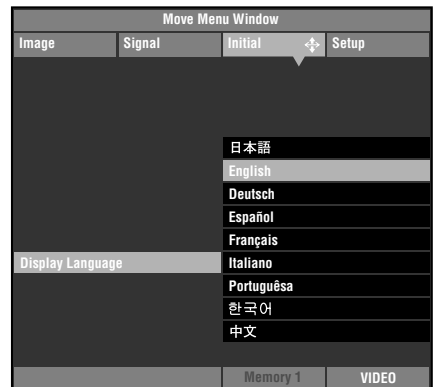 Move Menu Window
Image Signal Initial Setup
日本語
English
Deutsch
Español
Français
Display Language Italiano
Portuguêsa
한국어
中文
Memory 1 VIDEO